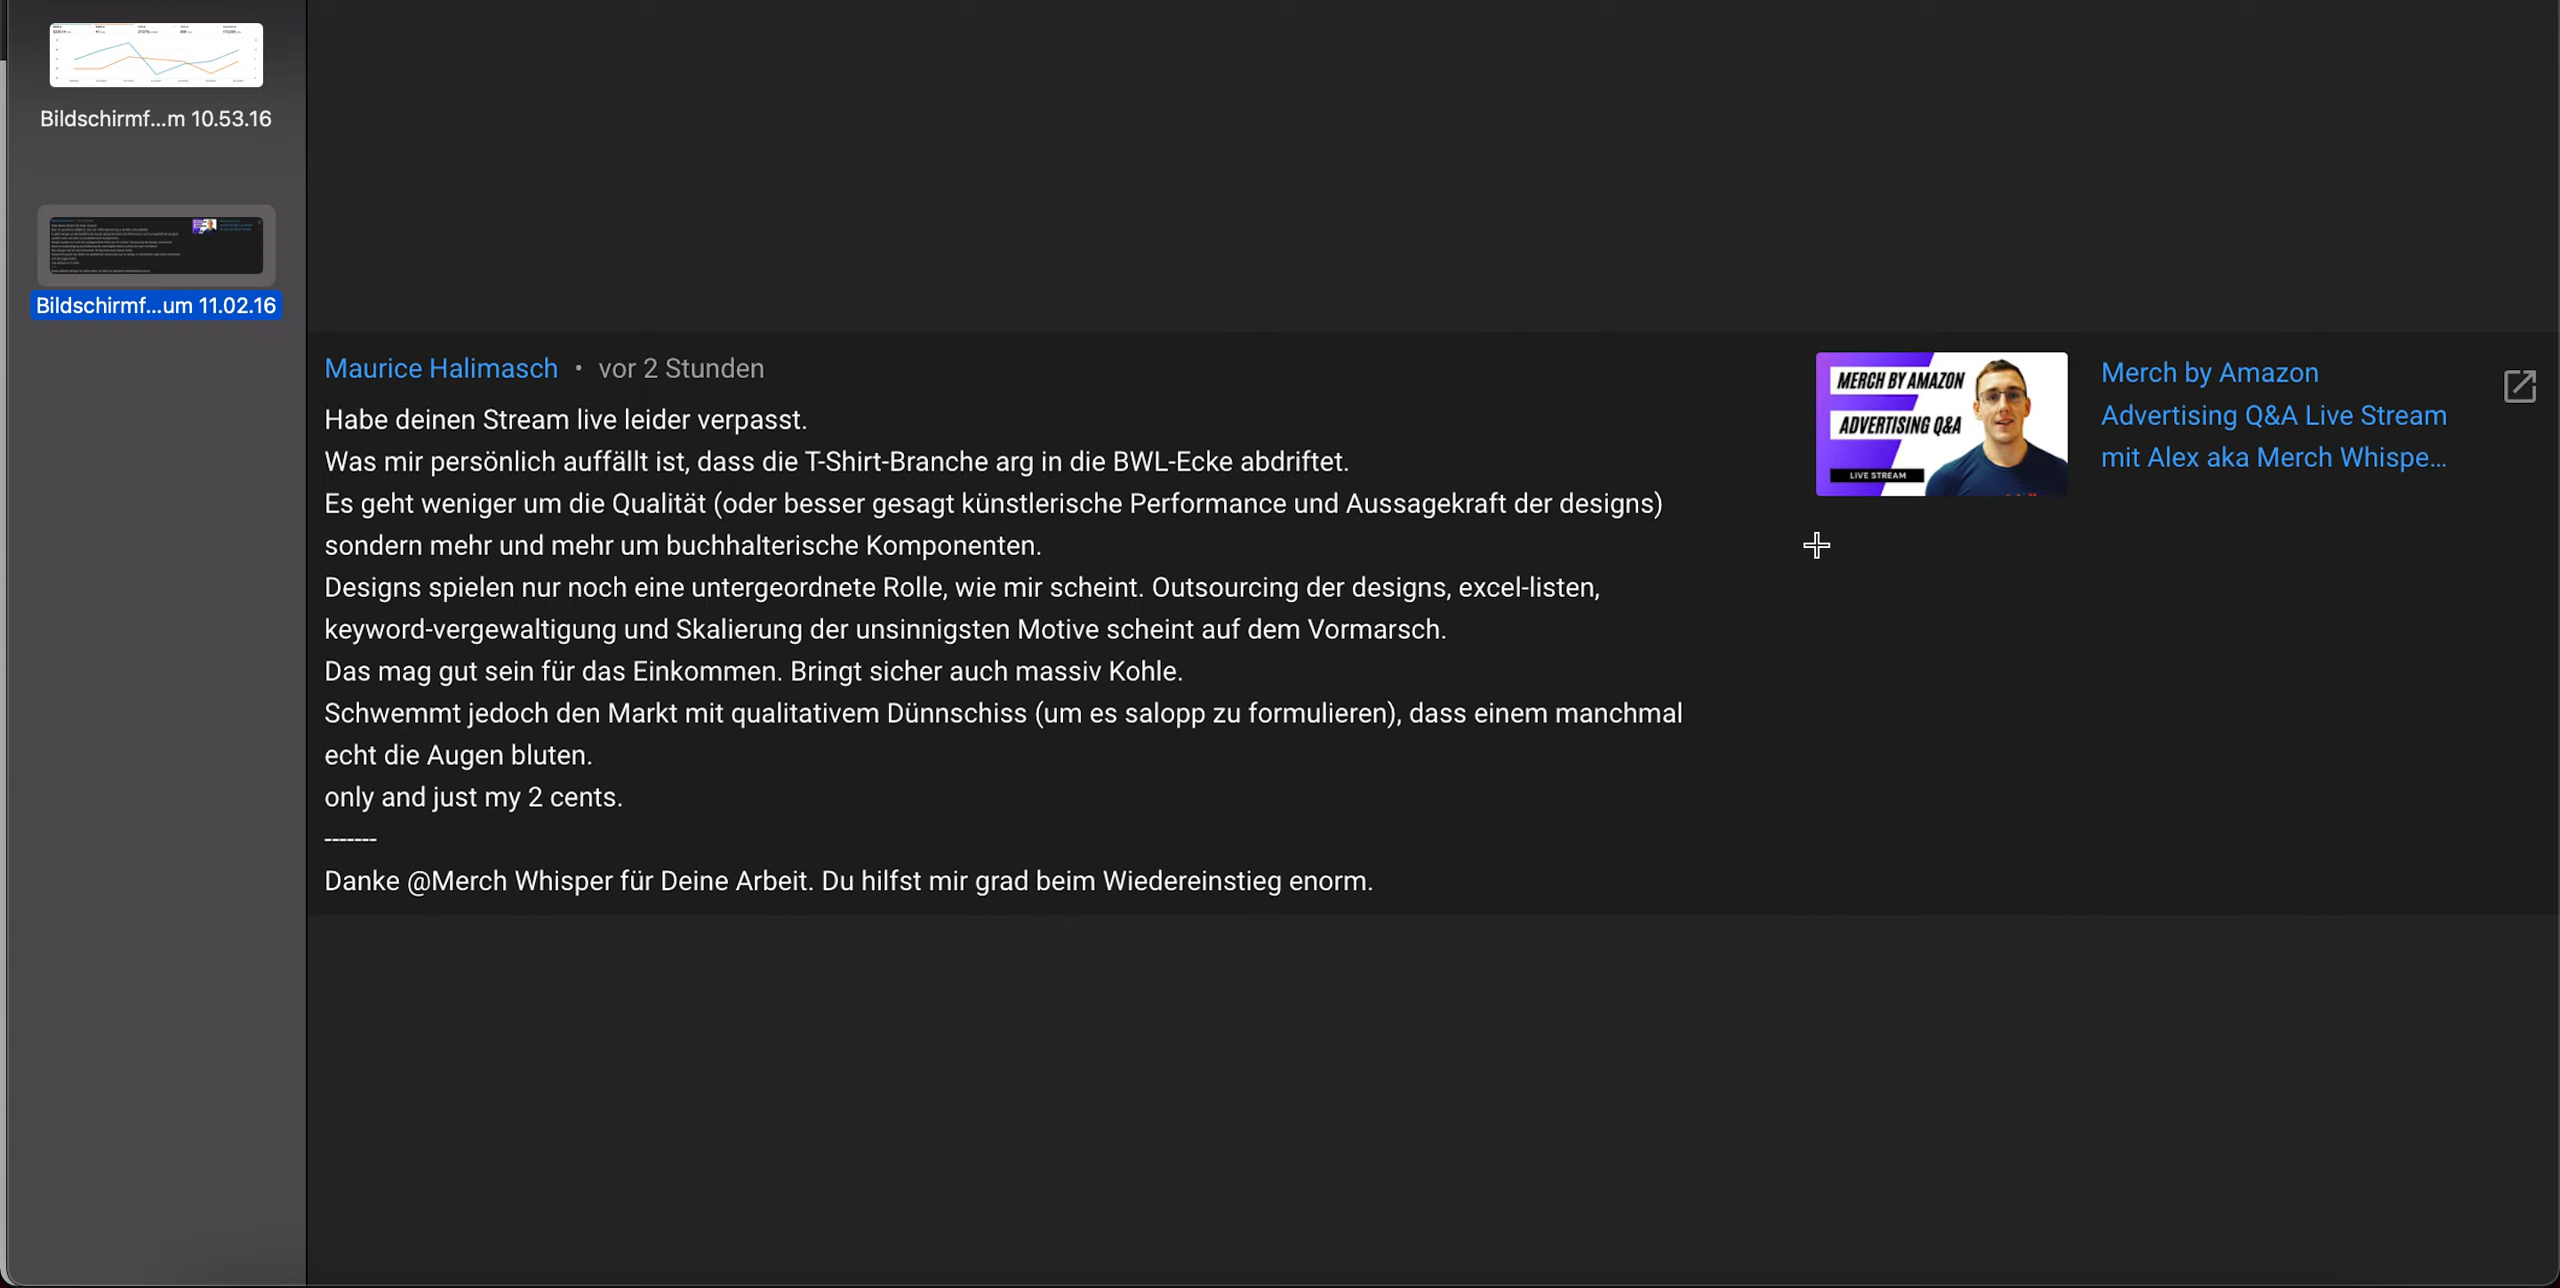 Bildschirmf...m 10.53.16
Bildschirmf...um 11.02.16
Maurice Halimasch • vor 2 Stunden
Habe deinen Stream live leider verpasst.
Was mir persönlich auffällt ist, dass die T-Shirt-Branche arg in die BWL-Ecke abdriftet.
Es geht weniger um die Qualität (oder besser gesagt künstlerische Performance und Aussagekraft der designs)
sondern mehr und mehr um buchhalterische Komponenten.
Designs spielen nur noch eine untergeordnete Rolle, wie mir scheint. Outsourcing der designs, excel-listen,
keyword-vergewaltigung und Skalierung der unsinnigsten Motive scheint auf dem Vormarsch.
Das mag gut sein für das Einkommen. Bringt sicher auch massiv Kohle.
Schwemmt jedoch den Markt mit qualitativem Dünnschiss (um es salopp zu formulieren), dass einem manchmal
echt die Augen bluten.
only and just my 2 cents.
-------
Danke @Merch Whisper für Deine Arbeit. Du hilfst mir grad beim Wiedereinstieg enorm.
MERCH BY AMAZON
ADVERTISING Q&A
LIVE STREAM
Merch by Amazon
Advertising Q&A Live Stream
mit Alex aka Merch Whispe...